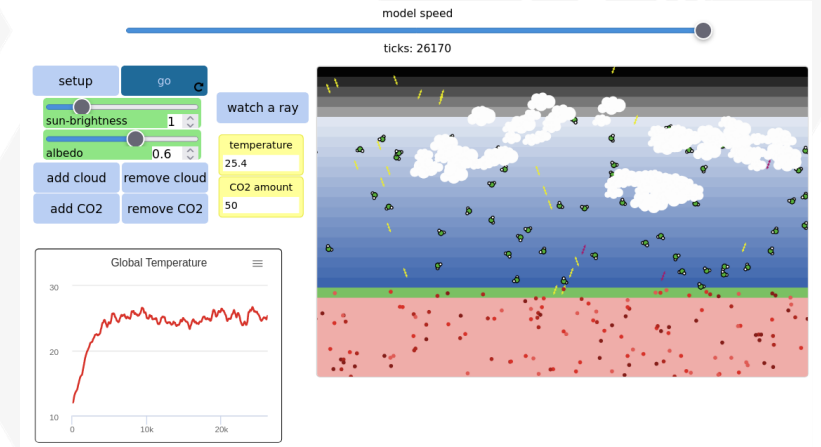 model speed
ticks: 26170
setup
go
sun-brightness 1
albedo 0.6
watch a ray
temperature
25.4
CO2 amount
50
add cloud
remove cloud
add CO2
remove CO2
Global Temperature
30
20
10
0
10k
20k